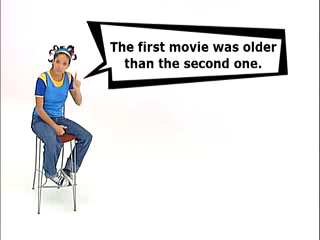 The first movie was older
than the second one.